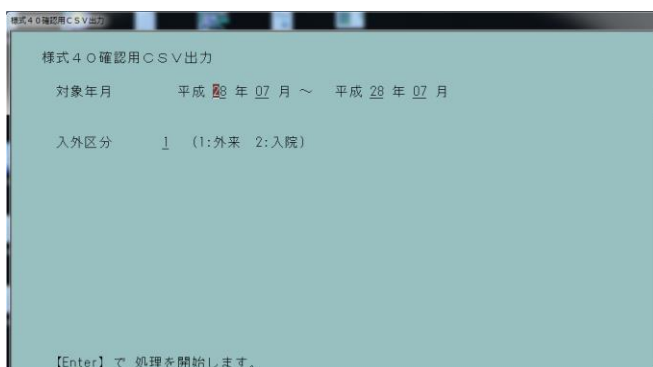 様式40確認用CSV出力
様式４０確認用ＣＳＶ出力
対象年月 平成 28 年 07 月 ～ 平成 28 年 07 月
入外区分 1 (1:外来 2:入院)
【Enter】で 処理を開始します.